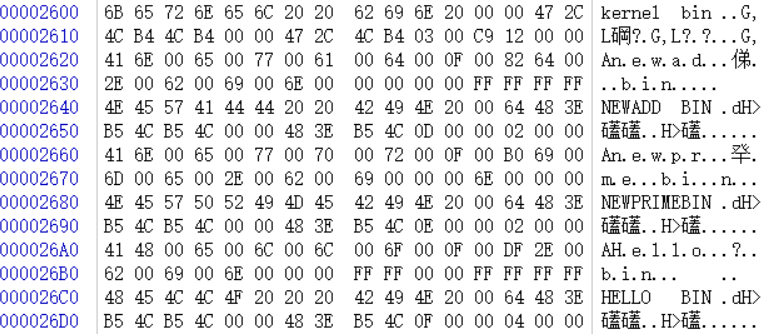 00002600 6B 65 72 6E 65 6C 20 20 62 69 6E 20 00 00 47 2C kernel bin ..G,
00002610 4C B4 4C B4 00 00 47 2C 4C B4 03 00 C9 12 00 00 L碙?.G,L?.?...G,
00002620 41 6E 00 65 00 77 00 61 00 64 00 0F 00 82 64 00 An.e.w.a.d...俤.
00002630 2E 00 62 00 69 00 6E 00 00 00 00 00 FF FF FF FF ..b.i.n.....
00002640 4E 45 57 41 44 44 20 20 42 49 4E 20 00 64 48 3E NEWADD BIN .dH>
00002650 B5 4C B5 4C 00 00 48 3E B5 4C 0D 00 00 02 00 00 礚礚..H>礚......
00002660 41 6E 00 65 00 77 00 70 00 72 00 0F 00 B0 69 00 An.e.w.p.r...癷.
00002670 6D 00 65 00 2E 00 62 00 69 00 00 00 6E 00 00 00 m.e...b.i...n...
00002680 4E 45 57 50 52 49 4D 45 42 49 4E 20 00 64 48 3E NEWPRIMEBIN .dH>
00002690 B5 4C B5 4C 00 00 48 3E B5 4C 0E 00 00 02 00 00 礚礚..H>礚......
000026A0 41 48 00 65 00 6C 00 6C 00 6F 00 0F 00 DF 2E 00 AH.e.l.l.o...?..
000026B0 62 00 69 00 6E 00 00 00 FF FF 00 00 FF FF FF FF b.i.n... ..
000026C0 48 45 4C 4C 4F 20 20 20 42 49 4E 20 00 64 48 3E HELLO BIN .dH>
000026D0 B5 4C B5 4C 00 00 48 3E B5 4C 0F 00 00 04 00 00 礚礚..H>礚......